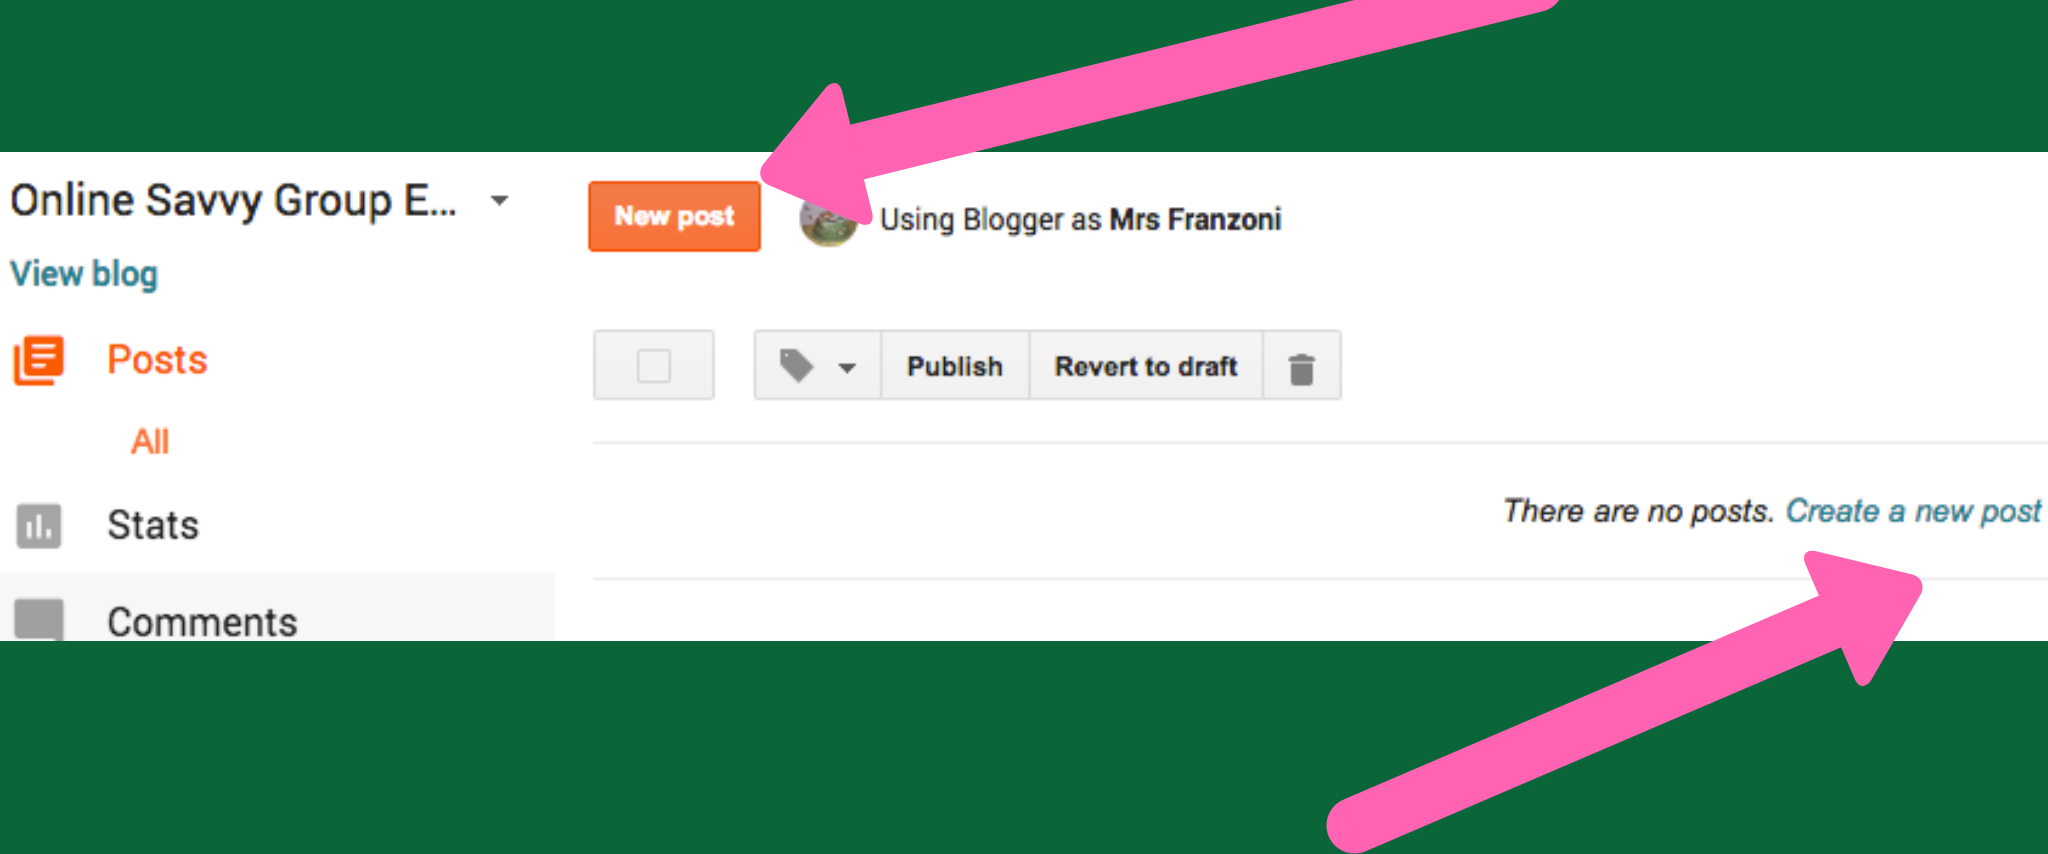 Online Savvy Group E...
View blog
Posts
All
Stats
Comments
New post
Using Blogger as Mrs Franzoni
Publish
Revert to draft
There are no posts. Create a new post